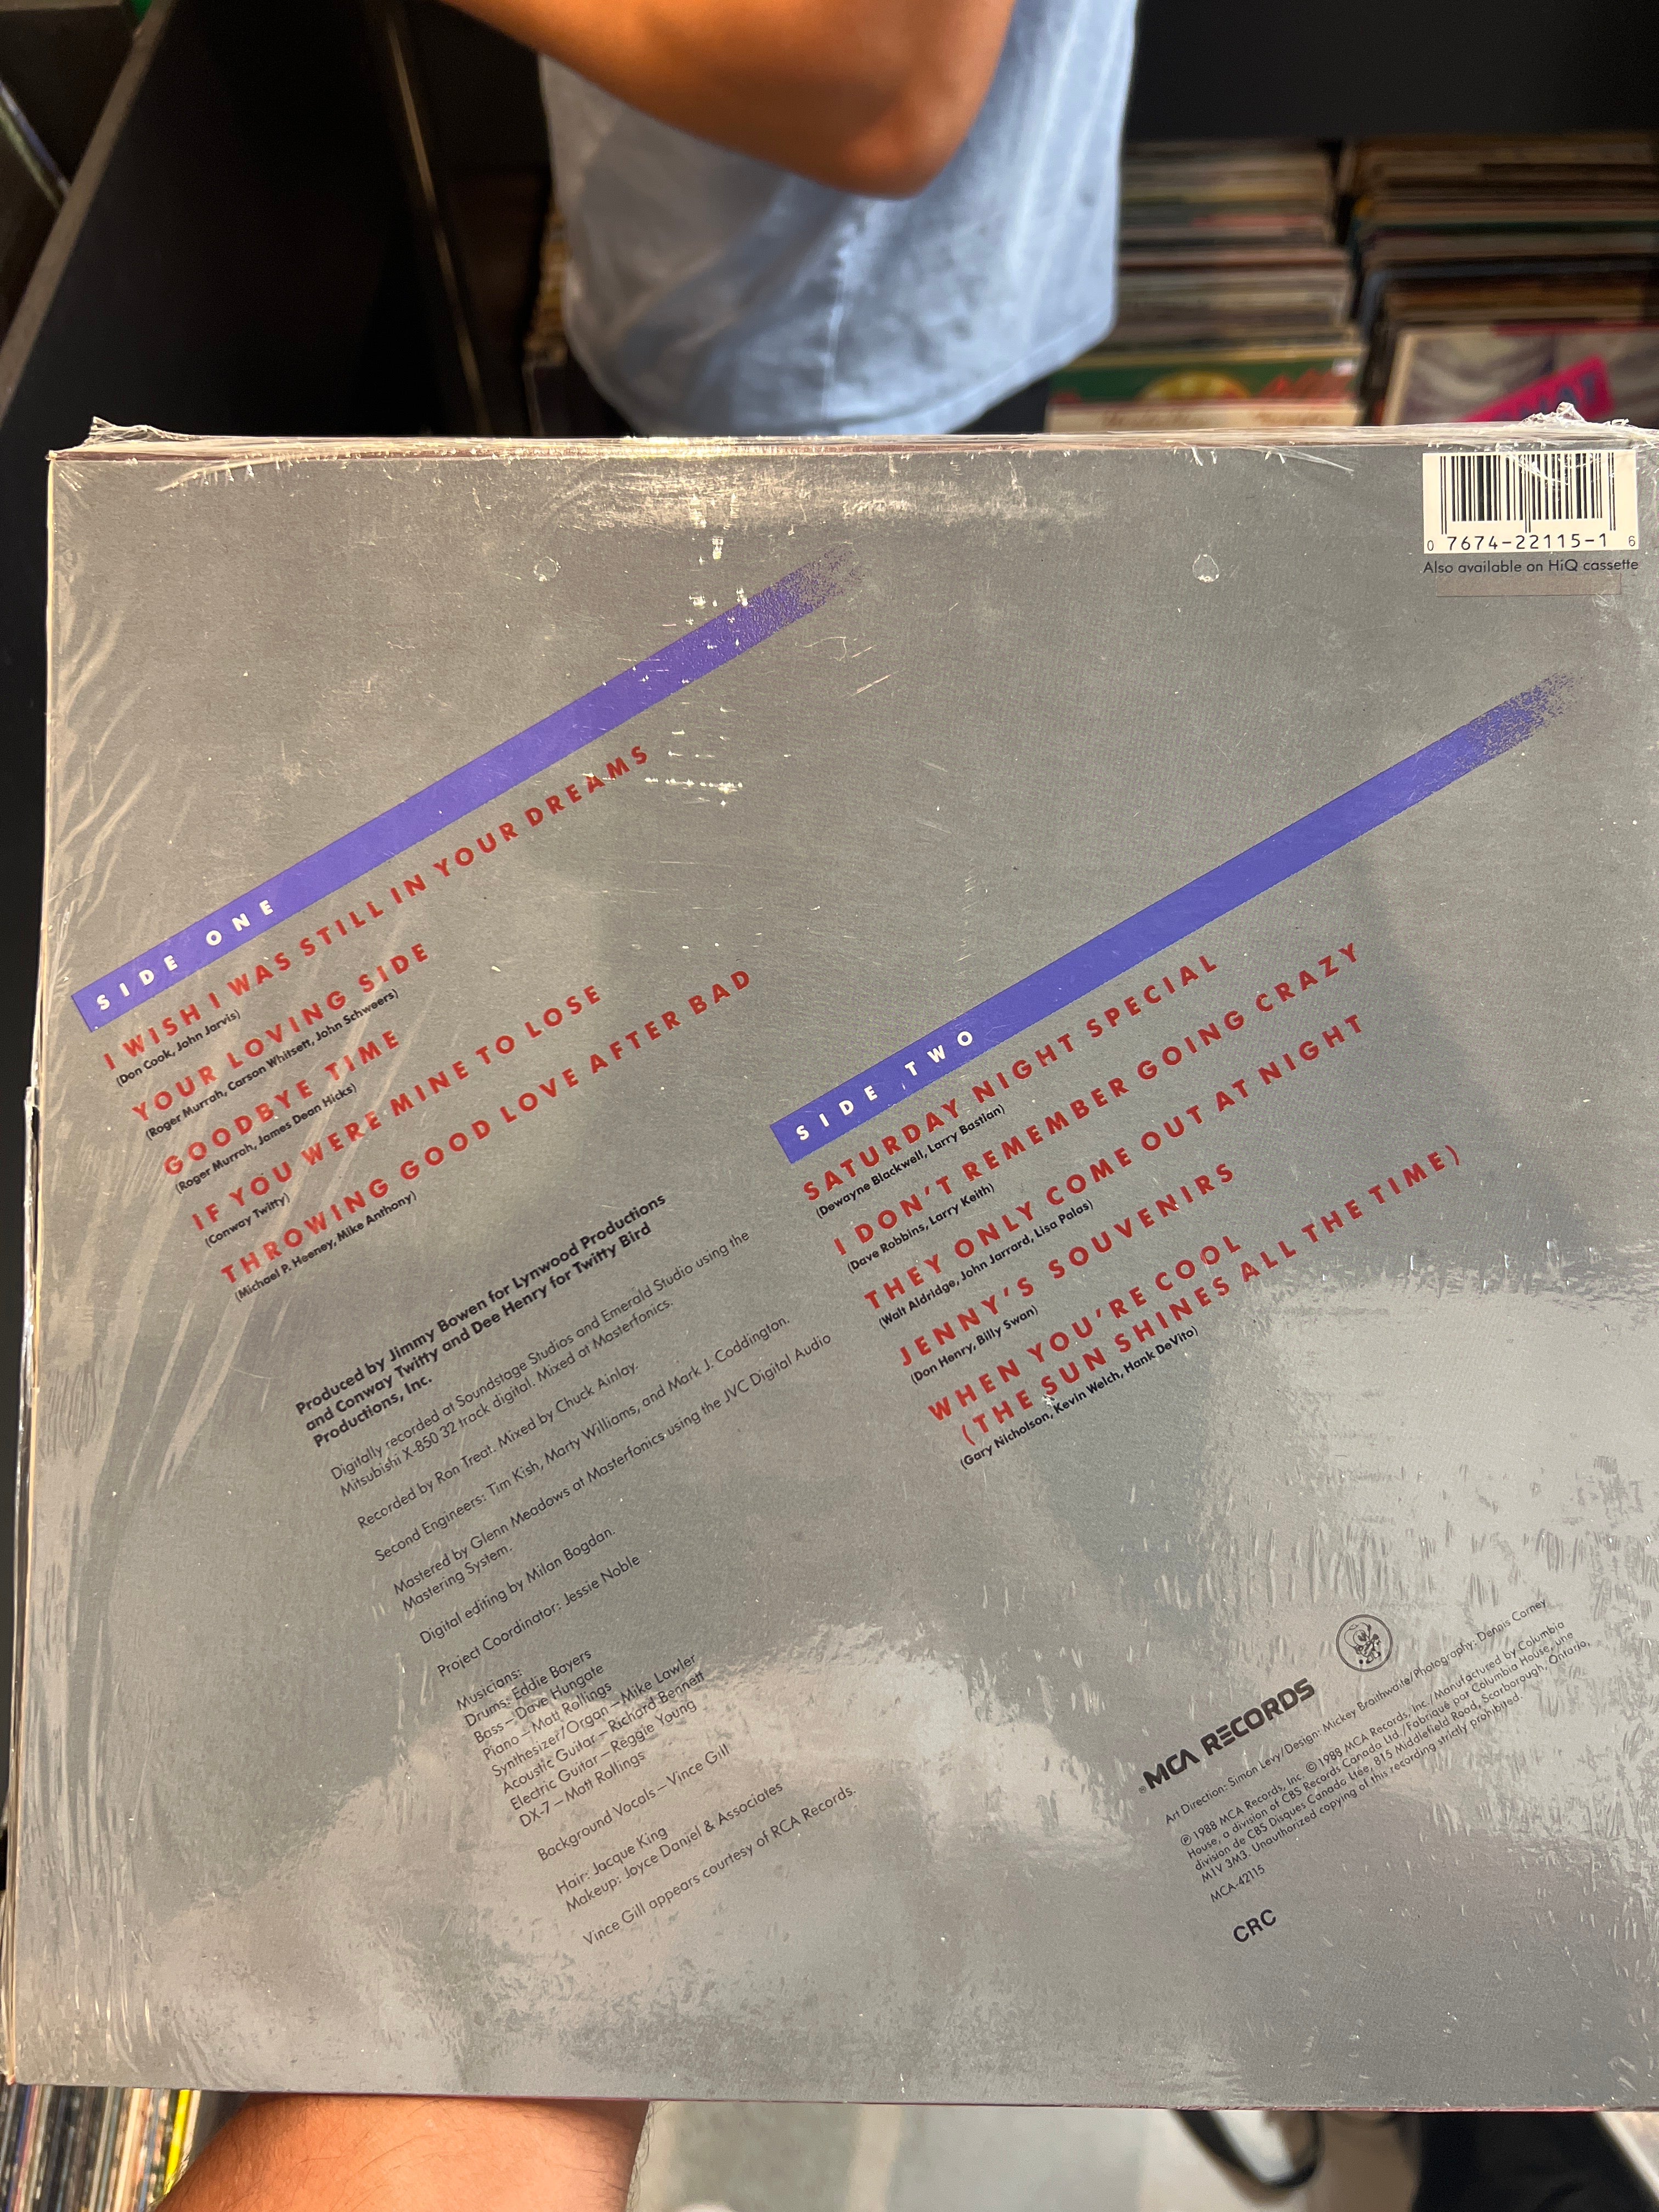 0 7674-22115-1 6
Also available on HiQ cassette
SIDE ONE
I WISH I WAS STILL IN YOUR DREAMS
(Don Cook, John Jarvis)
YOUR LOVING SIDE
(Roger Murrah, Carson Whitsett, John Schweers)
GOODBYE TIME
(Roger Murrah, James Dean Hicks)
IF YOU WERE MINE TO LOSE
(Conway Twitty)
THROWING GOOD LOVE AFTER BAD
(Michael P. Heeney, Mike Anthony)
SIDE TWO
SATURDAY NIGHT SPECIAL
(Dewayne Blackwell, Larry Bastian)
I DON'T REMEMBER GOING CRAZY
(Dave Robbins, Larry Keith)
THEY ONLY COME OUT AT NIGHT
(Walt Aldridge, John Jarrard, Lisa Palas)
JENNY'S SOUVENIRS
(Don Henry, Billy Swan)
WHEN YOU'RE COOL
(THE SUN SHINES ALL THE TIME)
(Gary Nicholson, Kevin Welch, Hank DeVito)
Produced by Jimmy Bowen for Lynwood Productions
and Conway Twitty and Dee Henry for Twitty Bird
Productions, Inc.
Digitally recorded at Soundstage Studios and Emerald Studio using the
Mitsubishi X-850 32 track digital. Mixed at Masterfonics.
Recorded by Ron Treat. Mixed by Chuck Ainlay.
Second Engineers: Tim Kish, Marty Williams, and Mark J. Coddington.
Mastered by Glenn Meadows at Masterfonics using the JVC Digital Audio
Mastering System.
Digital editing by Milan Bogdan.
Project Coordinator: Jessie Noble
Musicians:
Drums: Eddie Bayers
Bass—Dave Hungate
Piano—Matt Rollings
Synthesizer/Organ—Mike Lawler
Acoustic Guitar—Richard Bennett
Electric Guitar—Reggie Young
DX-7—Matt Rollings
Background Vocals—Vince Gill
Hair: Jacque King
Makeup: Joyce Daniel & Associates
Vince Gill appears courtesy of RCA Records.
® MCA RECORDS
Art Direction: Simon Levy/Design: Mickey Braithwaite/Photography: Dennis Carney
℗ 1988 MCA Records, Inc. © 1988 MCA Records, Inc./Manufactured by Columbia
House, a division of CBS Records Canada Ltd./Fabriqué par Columbia House, une
division de CBS Disques Canada Ltée, 815 Middlefield Road, Scarborough, Ontario,
M1V 3M3. Unauthorized copying of this recording strictly prohibited.
MCA-42115
CRC